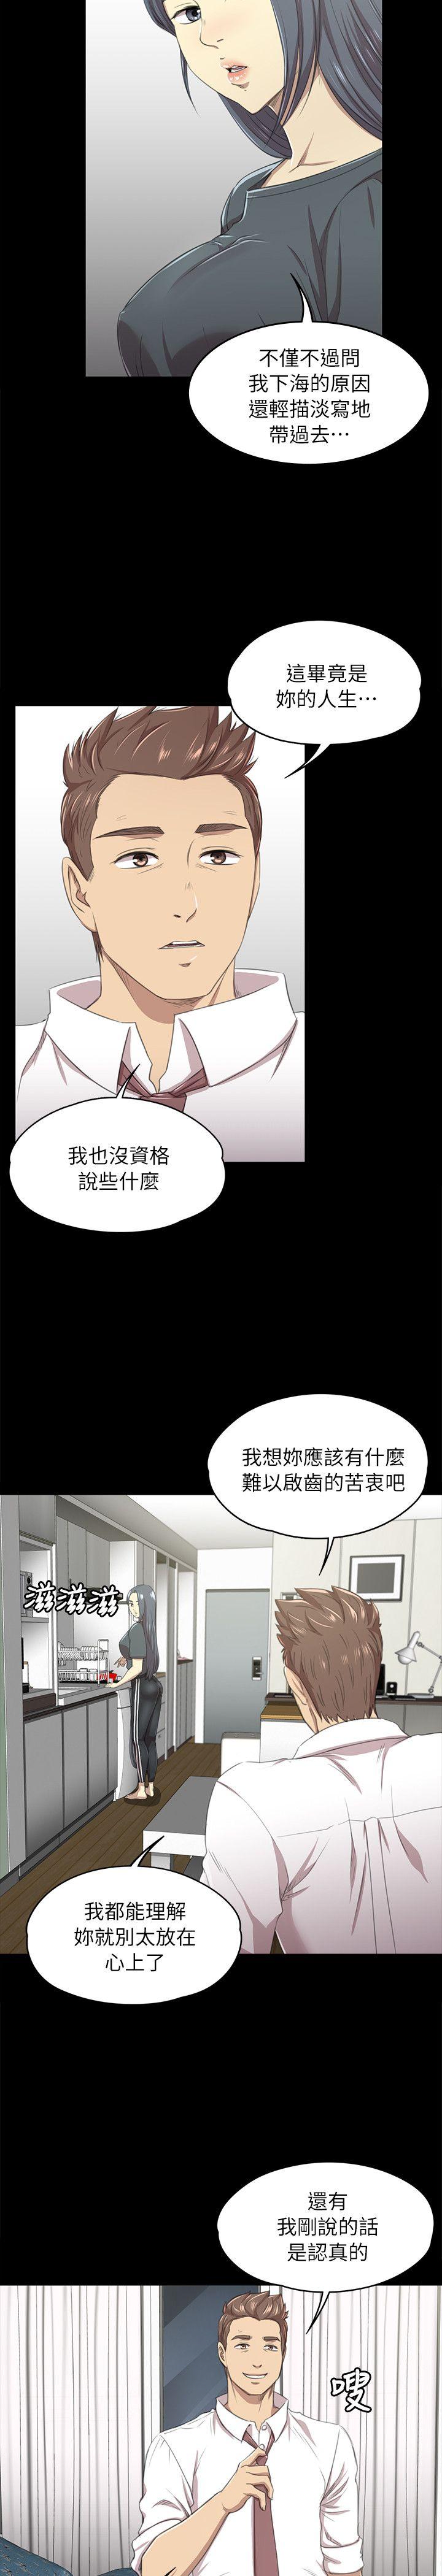 不僅不過問
我下海的原因
還輕描淡寫地
帶過去⋯
這畢竟是
妳的人生⋯
我也沒資格
說些什麼
我想妳應該有什麼
難以啟齒的苦衷吧
滋滋滋
我都能理解
妳就別太放在
心上了
還有
我剛說的話
是認真的
嗖